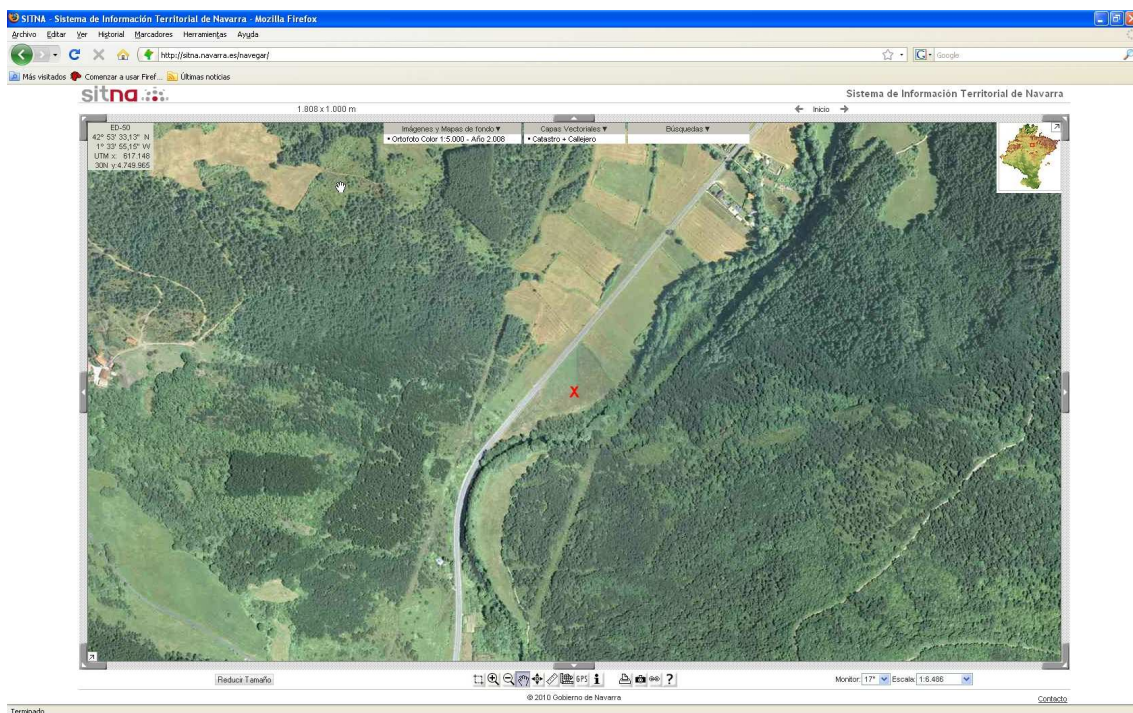 SITNA - Sistema de Información Territorial de Navarra - Mozilla Firefox
Archivo Editar Ver Historial Marcadores Herramientas Ayuda
http://sitna.navarra.es/navegar/
Google
Más visitados Comenzar a usar Firef... Últimas noticias
sitna
Sistema de Información Territorial de Navarra
1.808 x 1.000 m
Inicio
ED-50
42° 53' 33,13" N
1° 33' 55,15" W
UTM x: 617.148
30N y:4.749.965
Imágenes y Mapas de fondo ▼ Capas Vectoriales ▼ Búsquedas ▼
• Ortofoto Color 1:5.000 - Año 2.008 • Catastro + Callejero
X
Reducir Tamaño
GPS i ?
Monitor: 17" Escala: 1:6.486
© 2010 Gobierno de Navarra
Contacto
Terminado